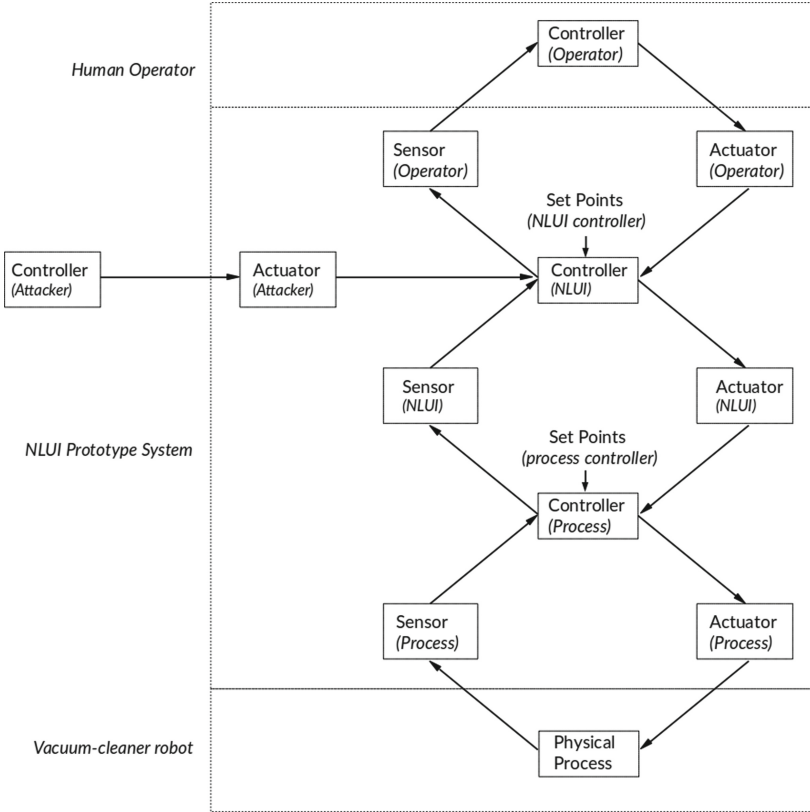 Controller
(Operator)
Human Operator
Sensor
(Operator)
Actuator
(Operator)
Set Points
(NLUI controller)
Controller
(Attacker)
Actuator
(Attacker)
Controller
(NLUI)
Sensor
(NLUI)
Actuator
(NLUI)
NLUI Prototype System
Set Points
(process controller)
Controller
(Process)
Sensor
(Process)
Actuator
(Process)
Vacuum-cleaner robot
Physical
Process